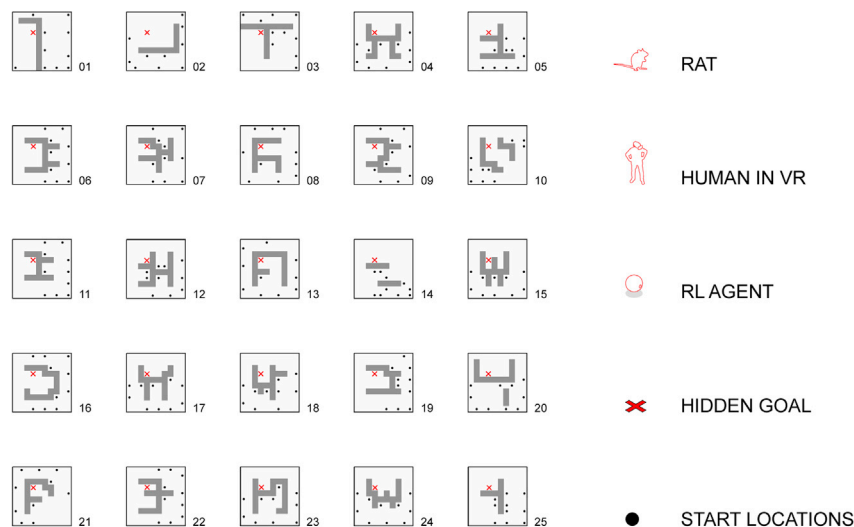 01 02 03 04 05 RAT
06 07 08 09 10 HUMAN IN VR
11 12 13 14 15 RL AGENT
16 17 18 19 20 HIDDEN GOAL
21 22 23 24 25 START LOCATIONS